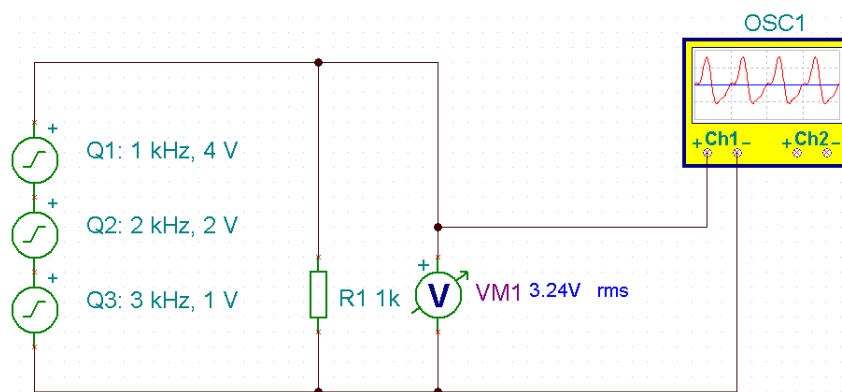 OSC1
+ Ch1 - + Ch2 -
+
Q1: 1 kHz, 4 V
+
Q2: 2 kHz, 2 V
+
Q3: 3 kHz, 1 V
R1 1k
+
V
VM1 3.24V rms